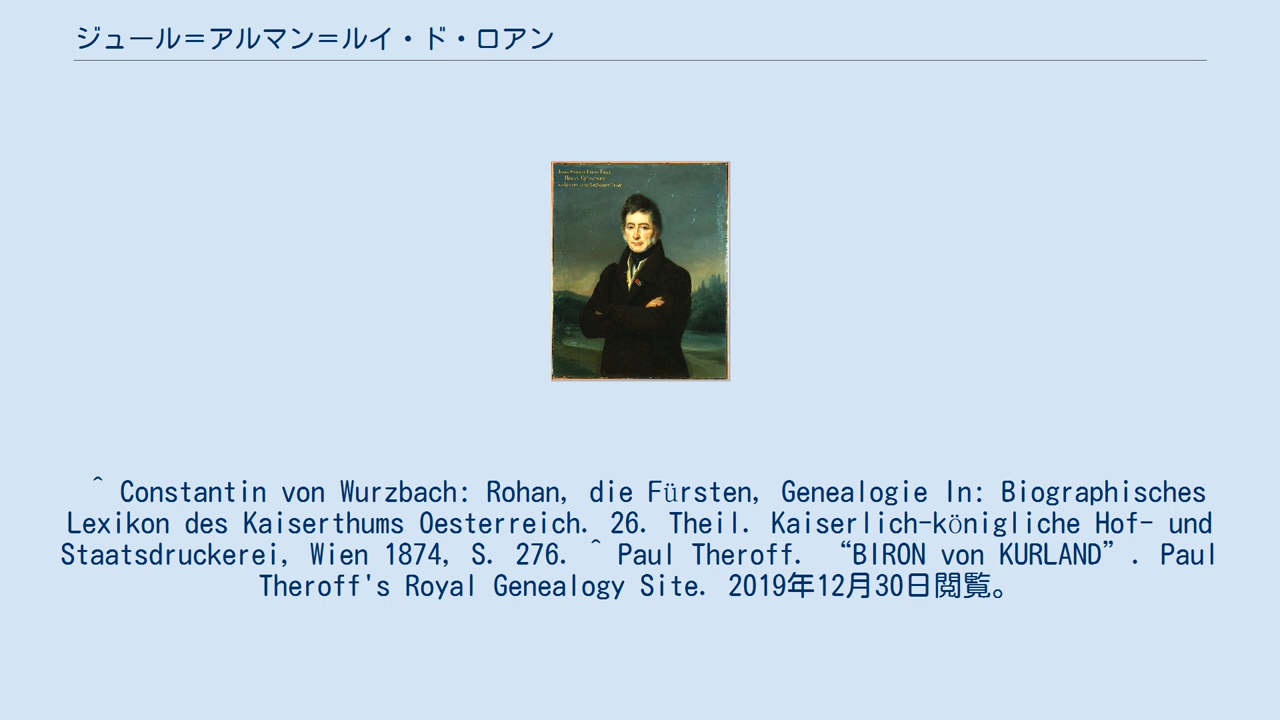 ジュール＝アルマン＝ルイ・ド・ロアン
^ Constantin von Wurzbach: Rohan, die Fürsten, Genealogie In: Biographisches
Lexikon des Kaiserthums Oesterreich. 26. Theil. Kaiserlich-königliche Hof- und
Staatsdruckerei, Wien 1874, S. 276. ^ Paul Theroff. “BIRON von KURLAND”. Paul
Theroff's Royal Genealogy Site. 2019年12月30日閲覧。